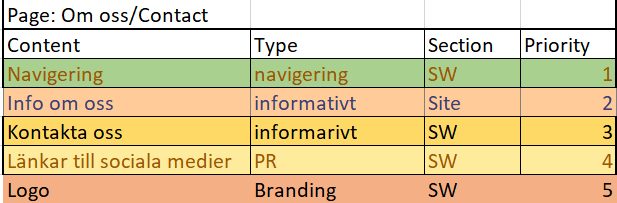 Page: Om oss/Contact
Content Type Section Priority
Navigering navigering SW 1
Info om oss informativt Site 2
Kontakta oss informarivt SW 3
Länkar till sociala medier PR SW 4
Logo Branding SW 5